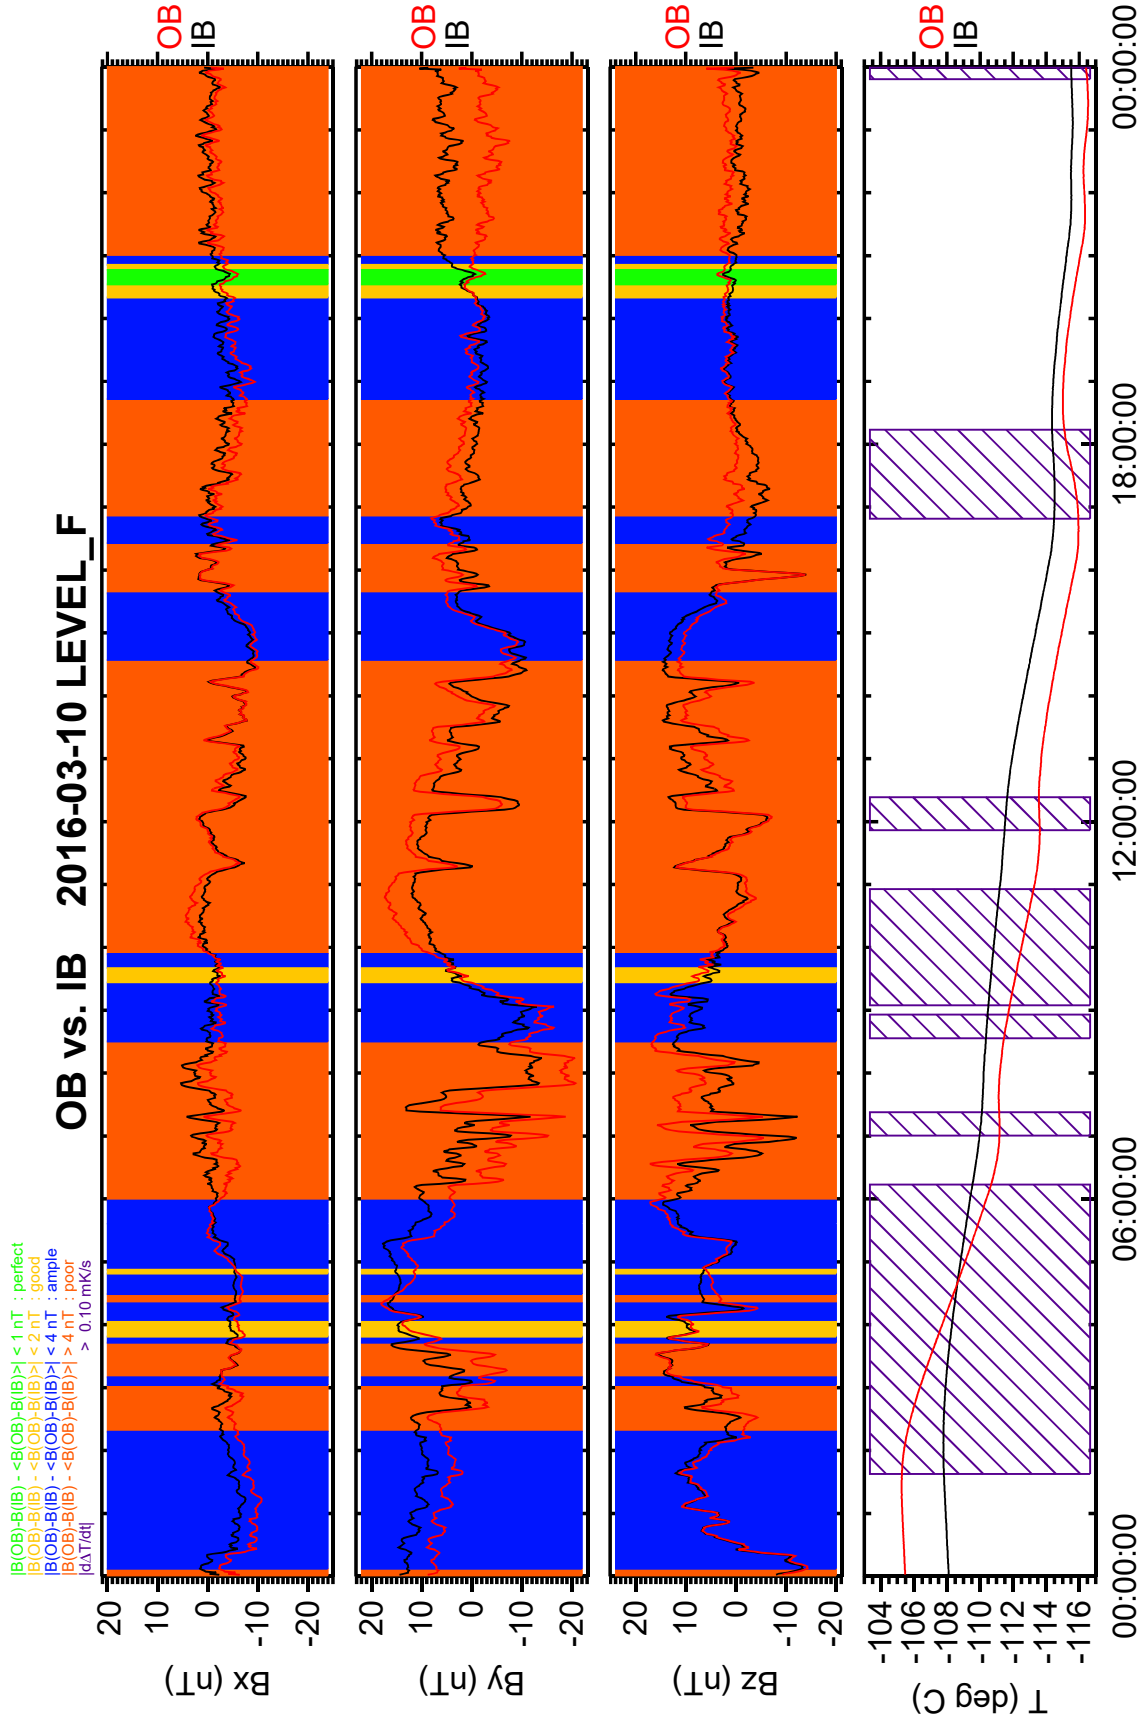 |B(OB)-B(IB) - <B(OB)-B(IB)>| < 1 nT : perfect
|B(OB)-B(IB) - <B(OB)-B(IB)>| < 2 nT : good
|B(OB)-B(IB) - <B(OB)-B(IB)>| < 4 nT : ample
|B(OB)-B(IB) - <B(OB)-B(IB)>| > 4 nT : poor
|dΔT/dt| > 0.10 mK/s
OB vs. IB 2016-03-10 LEVEL_F
Bx (nT)
20
10
0
-10
-20
OB
IB
By (nT)
20
10
0
-10
-20
OB
IB
Bz (nT)
20
10
0
-10
-20
OB
IB
T (deg C)
-104
-106
-108
-110
-112
-114
-116
OB
IB
00:00:00
06:00:00
12:00:00
18:00:00
00:00:00